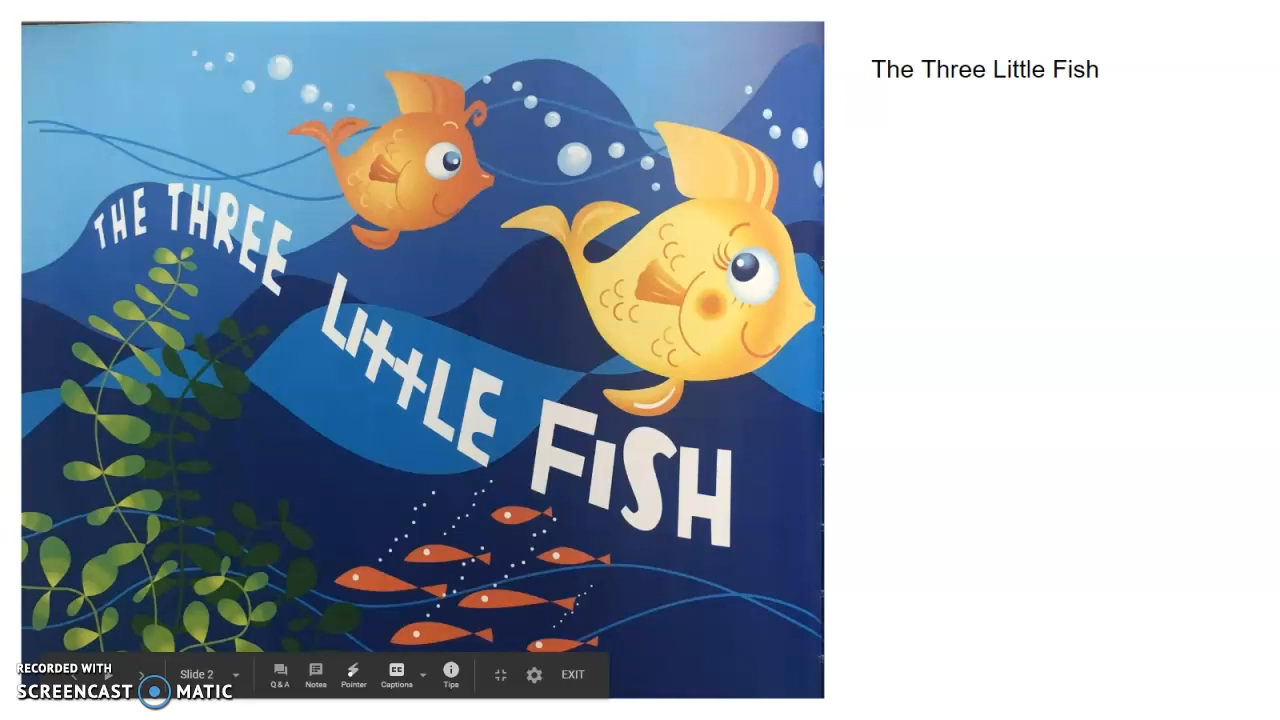 The Three Little Fish
THE THREE
LITTLE
FISH
Slide 2
Q & A
Notes
Pointer
Captions
Tips
EXIT
RECORDED WITH
SCREENCAST MATIC